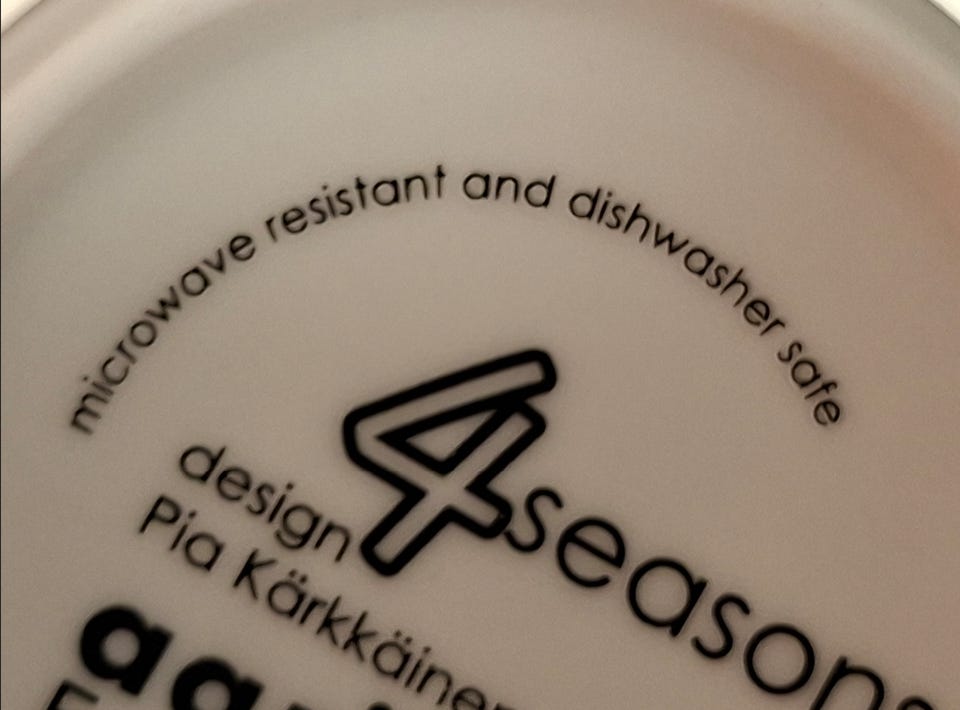 microwave resistant and dishwasher safe
4seasons
design
Pia Kärkkäinen